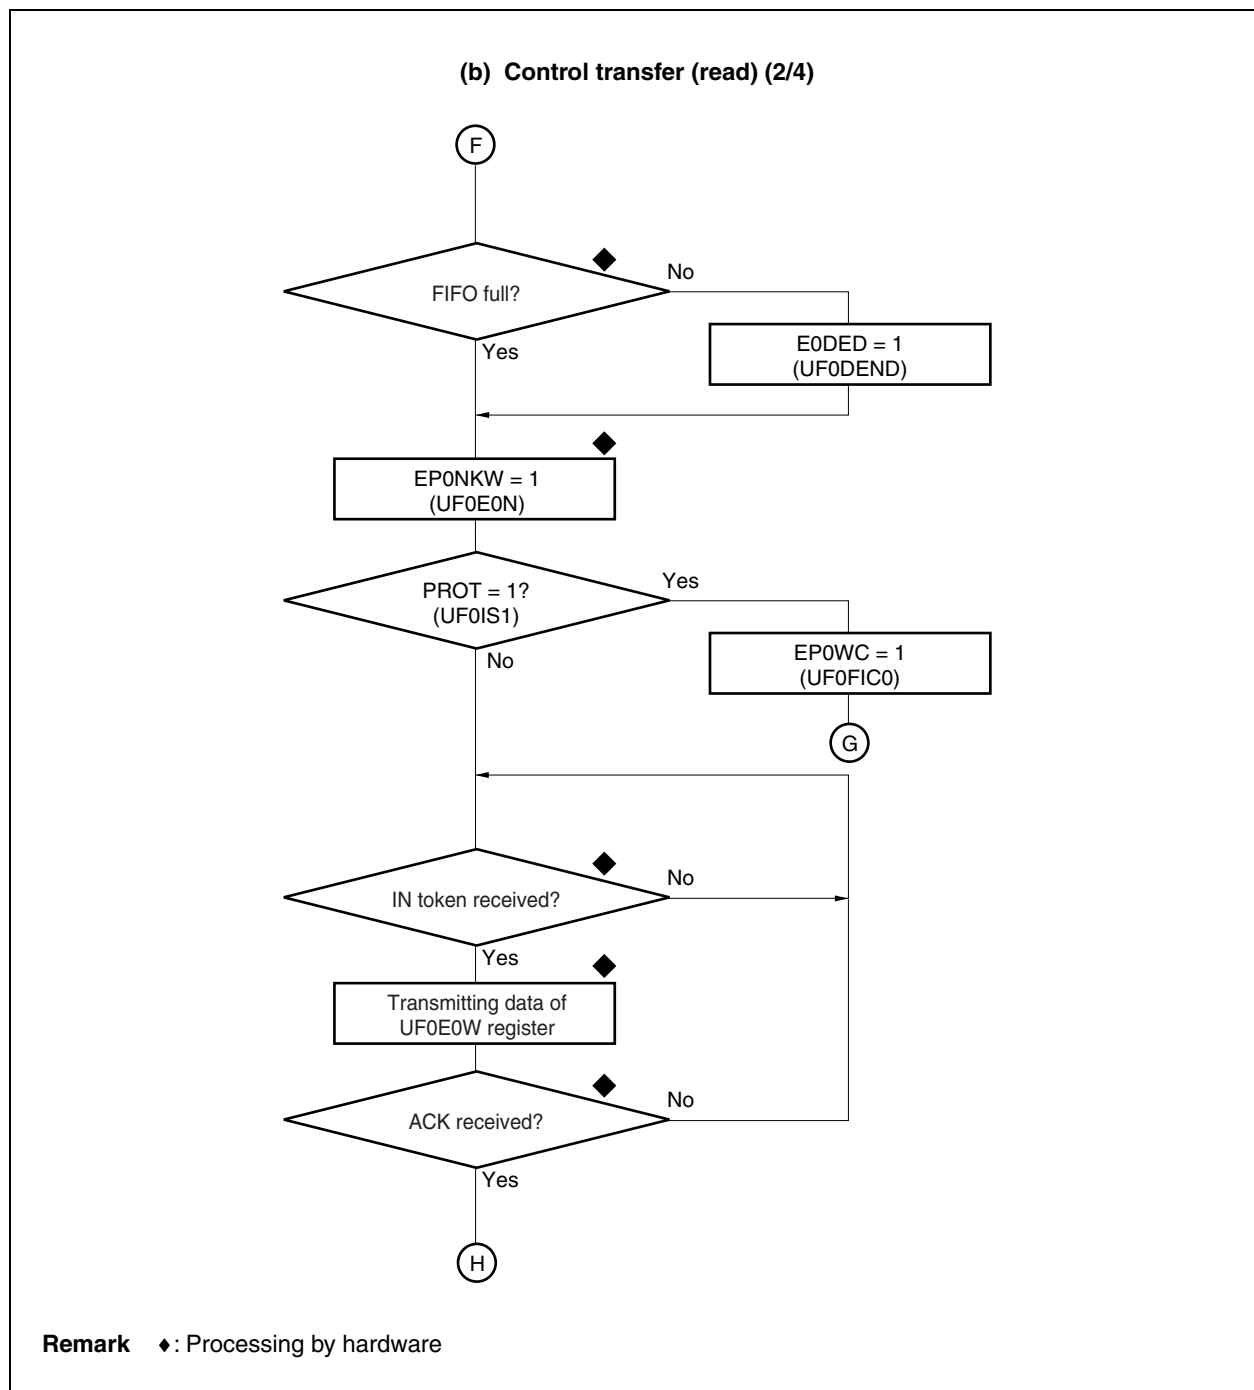 (b) Control transfer (read) (2/4)
F
FIFO full?
No
E0DED = 1
(UF0DEND)
Yes
EP0NKW = 1
(UF0E0N)
PROT = 1?
(UF0IS1)
Yes
EP0WC = 1
(UF0FIC0)
No
G
IN token received?
No
Yes
Transmitting data of
UF0E0W register
ACK received?
No
Yes
H
Remark ♦: Processing by hardware